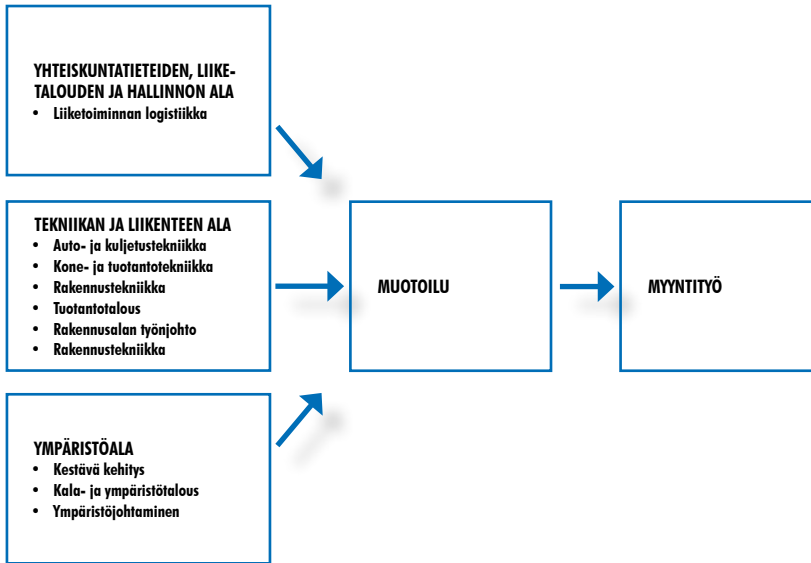 YHTEISKUNTATIETEIDEN, LIIKE-
TALOUDEN JA HALLINNON ALA
• Liiketoiminnan logistiikka
TEKNIIKAN JA LIIKENTEEN ALA
• Auto- ja kuljetustekniikka
• Kone- ja tuotantotekniikka
• Rakennustekniikka
• Tuotantotalous
• Rakennusalan työnjohto
• Rakennustekniikka
YMPÄRISTÖALA
• Kestävä kehitys
• Kala- ja ympäristötalous
• Ympäristöjohtaminen
MUOTOILU
MYYNTITYÖ